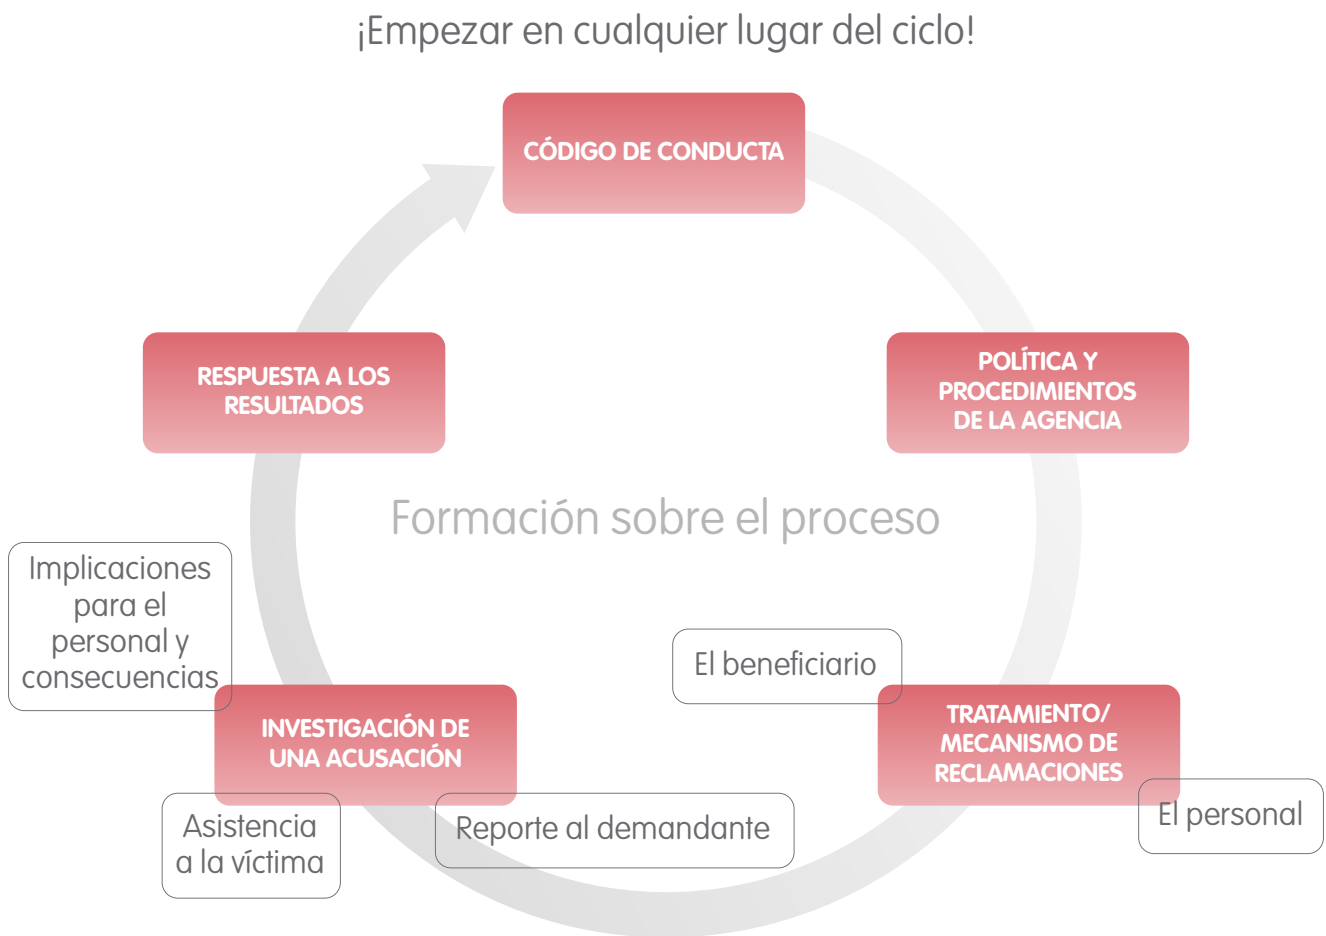 ¡Empezar en cualquier lugar del ciclo!
CÓDIGO DE CONDUCTA
POLÍTICA Y
PROCEDIMIENTOS
DE LA AGENCIA
RESPUESTA A LOS
RESULTADOS
Formación sobre el proceso
Implicaciones
para el
personal y
consecuencias
El beneficiario
TRATAMIENTO/
MECANISMO DE
RECLAMACIONES
El personal
INVESTIGACIÓN DE
UNA ACUSACIÓN
Asistencia
a la víctima
Reporte al demandante